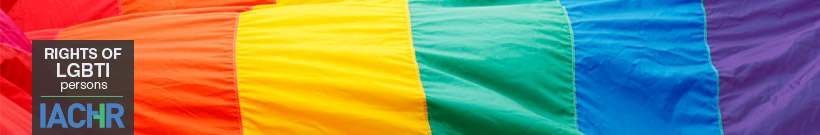 RIGHTS OF
LGBTI
persons
IACHR